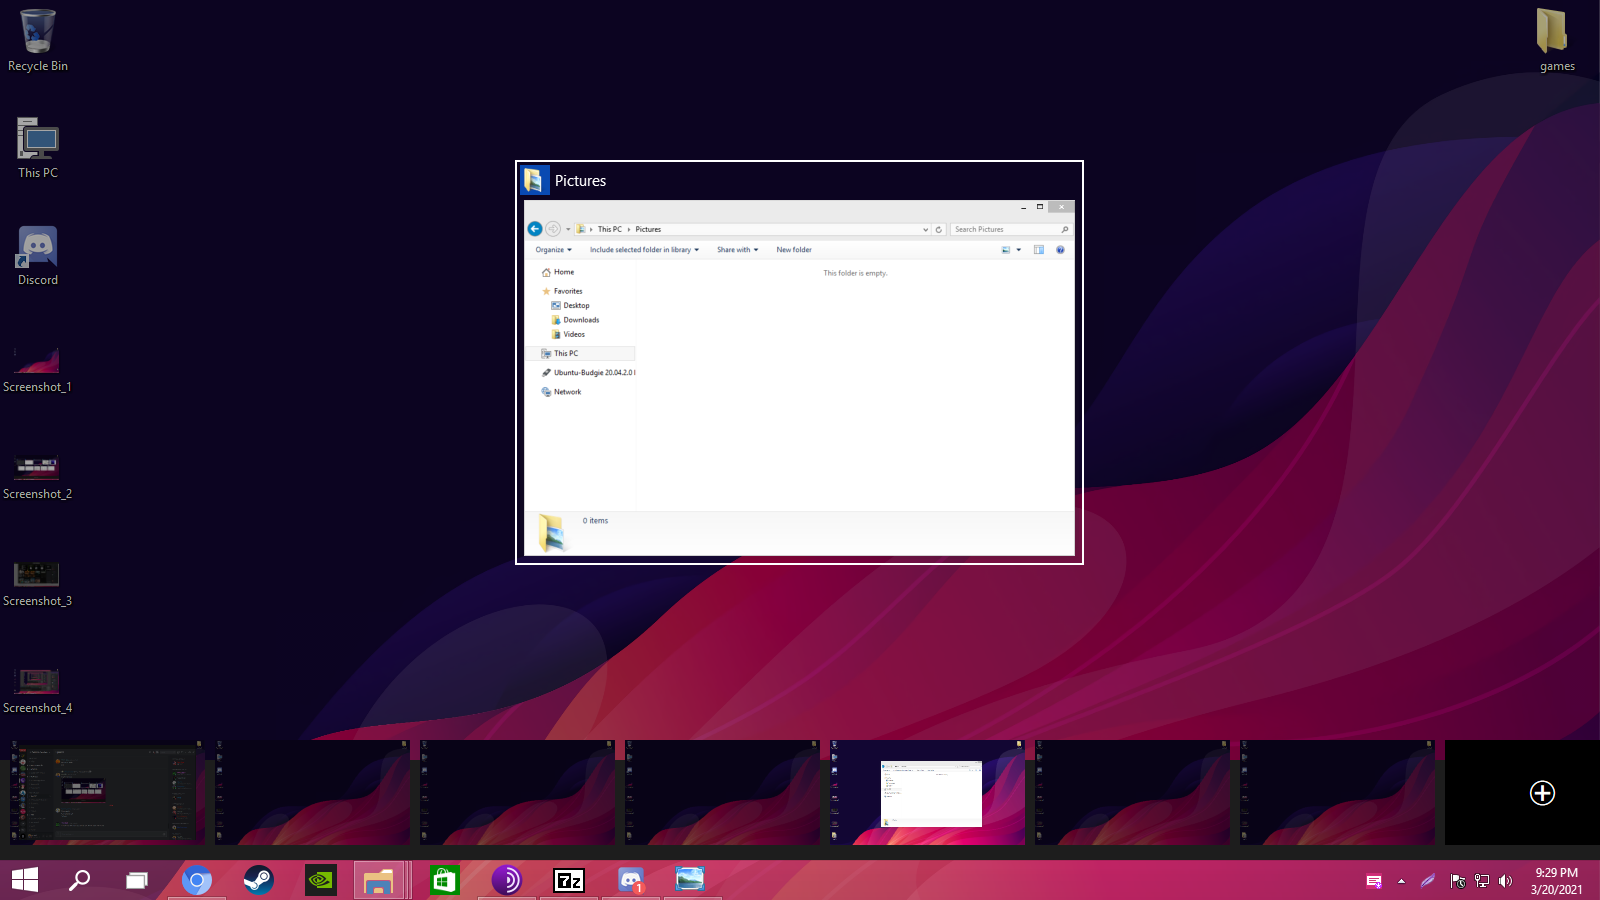 Recycle Bin
games
This PC
Discord
Screenshot_1
Screenshot_2
Screenshot_3
Screenshot_4
Pictures
This PC
Pictures
Search Pictures
Organize
Include selected folder in library
Share with
New folder
Home
This folder is empty.
Favorites
Desktop
Downloads
Videos
This PC
Ubuntu-Budgie 20.04.2.0
Network
0 items
7z
1
9:29 PM
3/20/2021